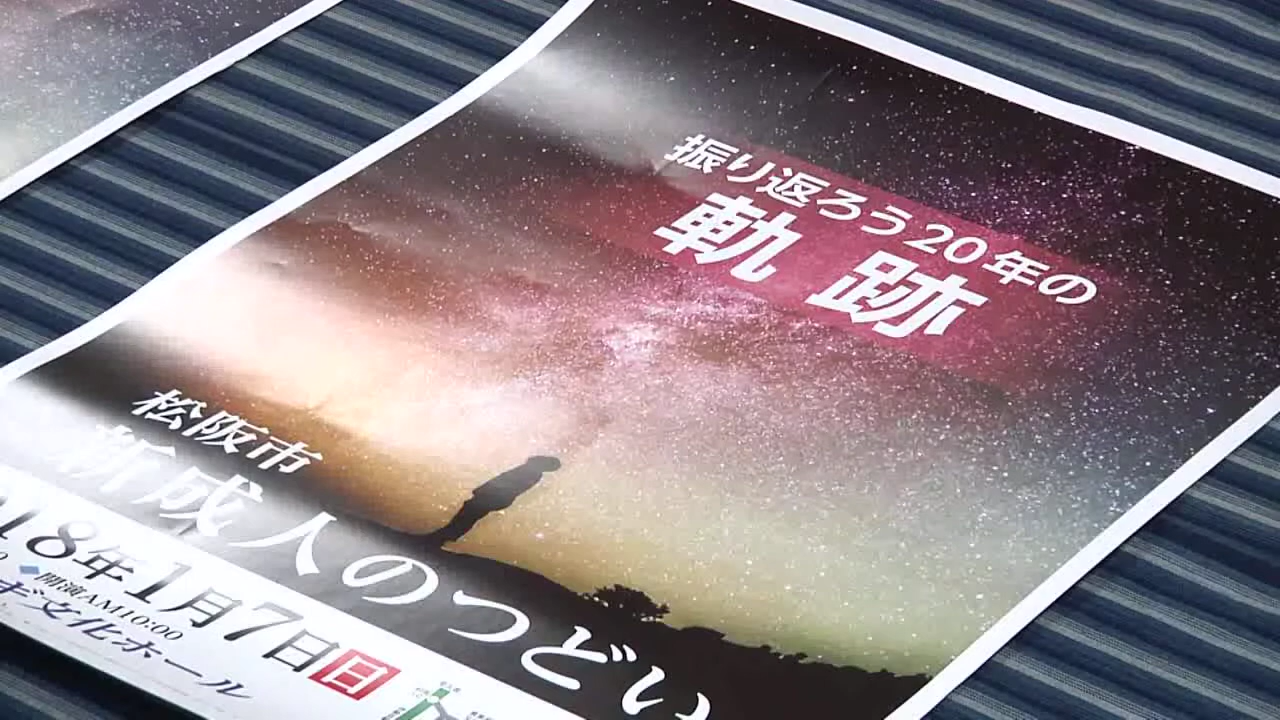 振り返ろう20年の
軌跡
松阪市
新成人のつどい
18年1月7日日
開演AM10:00
ギ文化ホール